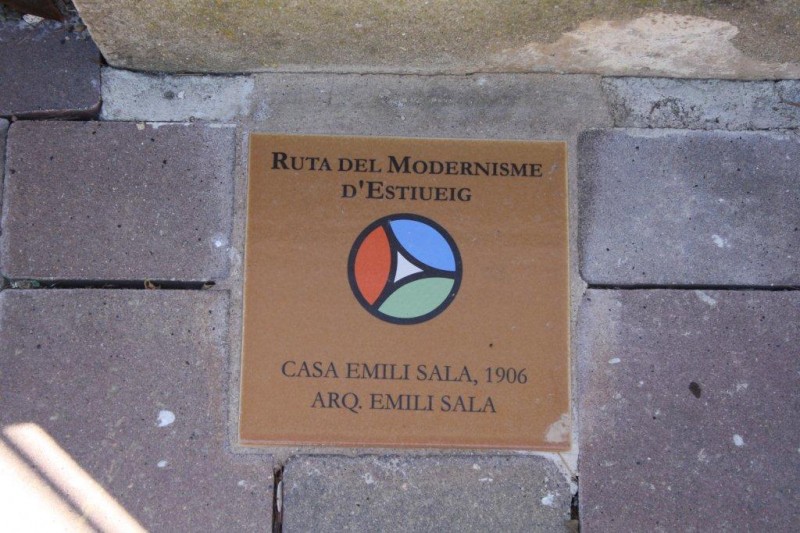 RUTA DEL MODERNISME
D'ESTIUEIG
CASA EMILI SALA, 1906
ARQ. EMILI SALA